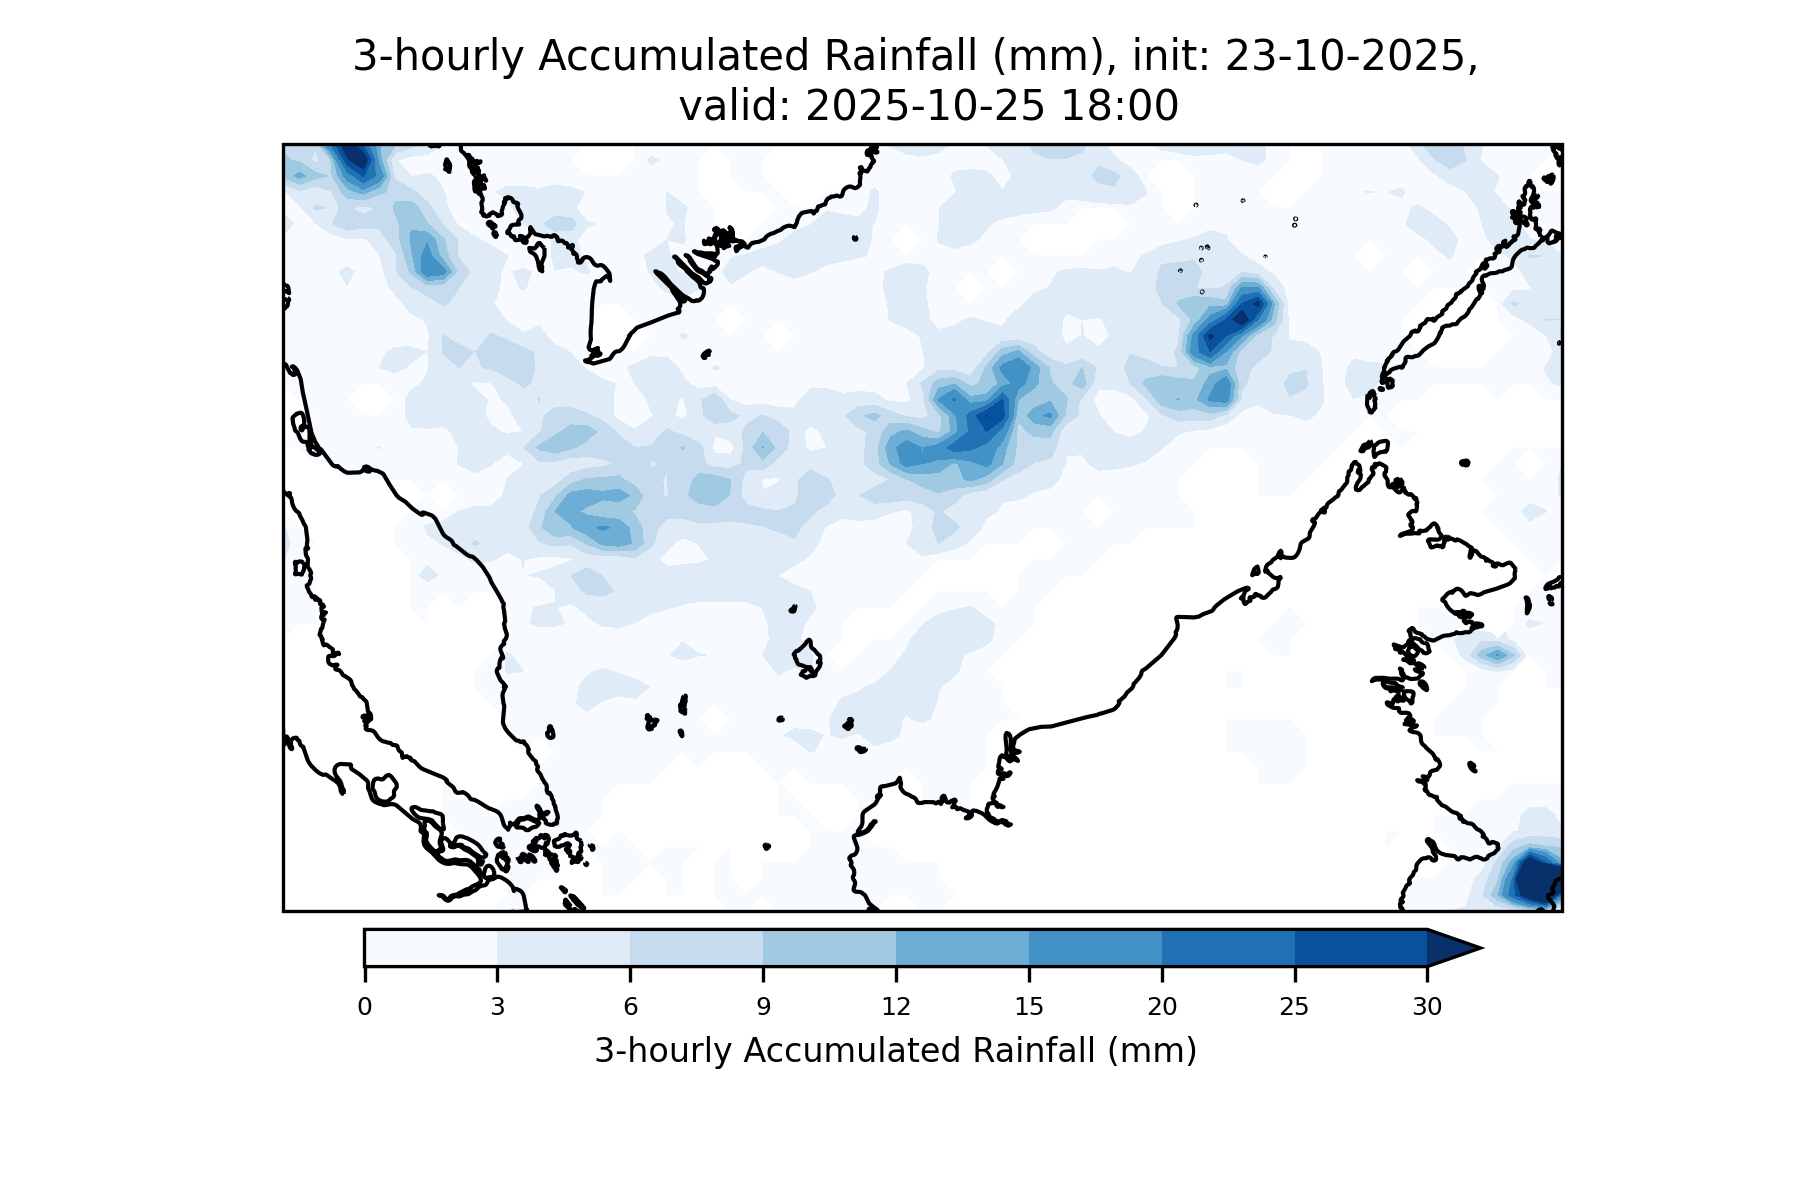 3-hourly Accumulated Rainfall (mm), init: 23-10-2025,
valid: 2025-10-25 18:00
0 3 6 9 12 15 20 25 30
3-hourly Accumulated Rainfall (mm)